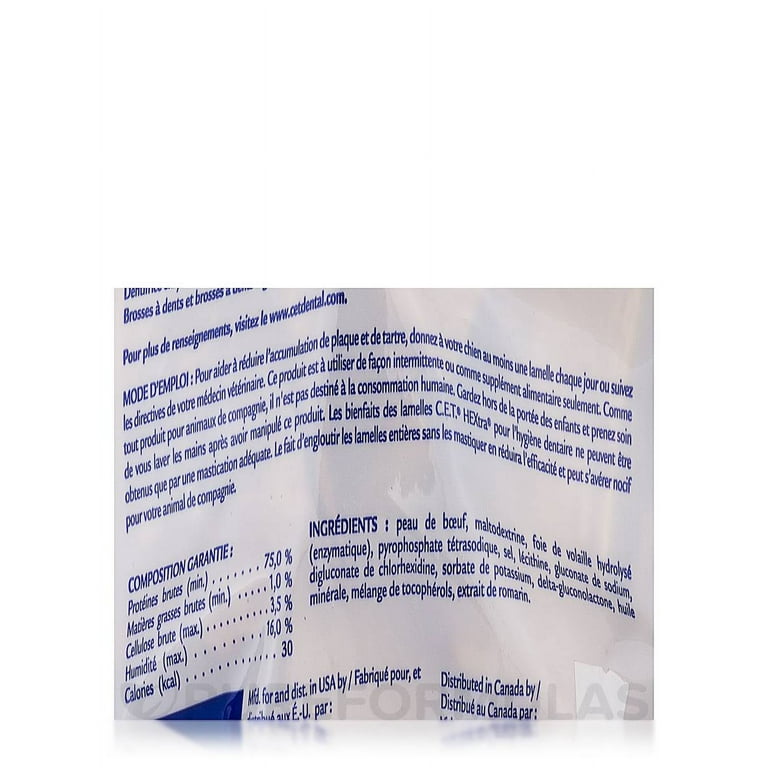 Brosses à dents et brosses à
Pour plus de renseignements, visitez le www.cetdental.com.
MODE D'EMPLOI : Pour aider à réduire l'accumulation de plaque et de tartre, donnez à votre chien au moins une lamelle chaque jour ou suivez
les directives de votre médecin vétérinaire. Ce produit est à utiliser de façon intermittente ou comme supplément alimentaire seulement. Comme
tout produit pour animaux de compagnie, il n'est pas destiné à la consommation humaine. Gardez hors de la portée des enfants et prenez soin
de vous laver les mains après avoir manipulé ce produit. Les bienfaits des lamelles C.E.T.® HEXtra® pour l'hygiène dentaire ne peuvent être
obtenus que par une mastication adéquate. Le fait d'engloutir les lamelles entières sans les mastiquer en réduira l'efficacité et peut s'avérer nocif
pour votre animal de compagnie.
COMPOSITION GARANTIE :
Protéines brutes (min.) . . . . . . . . 75,0 %
Matières grasses brutes (min.) . . . . . 1,0 %
Cellulose brute (max.) . . . . . . . . . 3,5 %
Humidité (max.) . . . . . . . . . . . . 16,0 %
Calories (kcal) . . . . . . . . . . . . . 30
INGRÉDIENTS : peau de bœuf, maltodextrine, foie de volaille hydrolysé
(enzymatique), pyrophosphate tétrasodique, sel, lécithine, gluconate de sodium,
digluconate de chlorhexidine, sorbate de potassium, delta-gluconolactone, huile
minérale, mélange de tocophérols, extrait de romarin.
Mfd. for and dist. in USA by / Fabriqué pour, et
distribué aux É.-U. par :
Distributed in Canada by /
Distribué au Canada par :
PUREFORMULAS